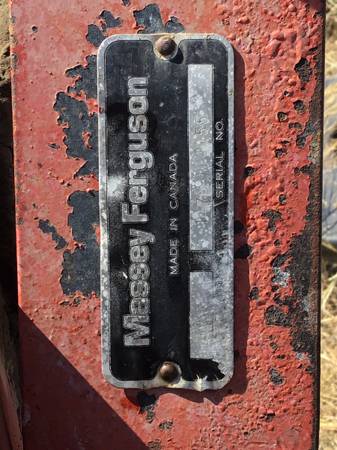 Massey Ferguson
MADE IN CANADA
SERIAL NO.